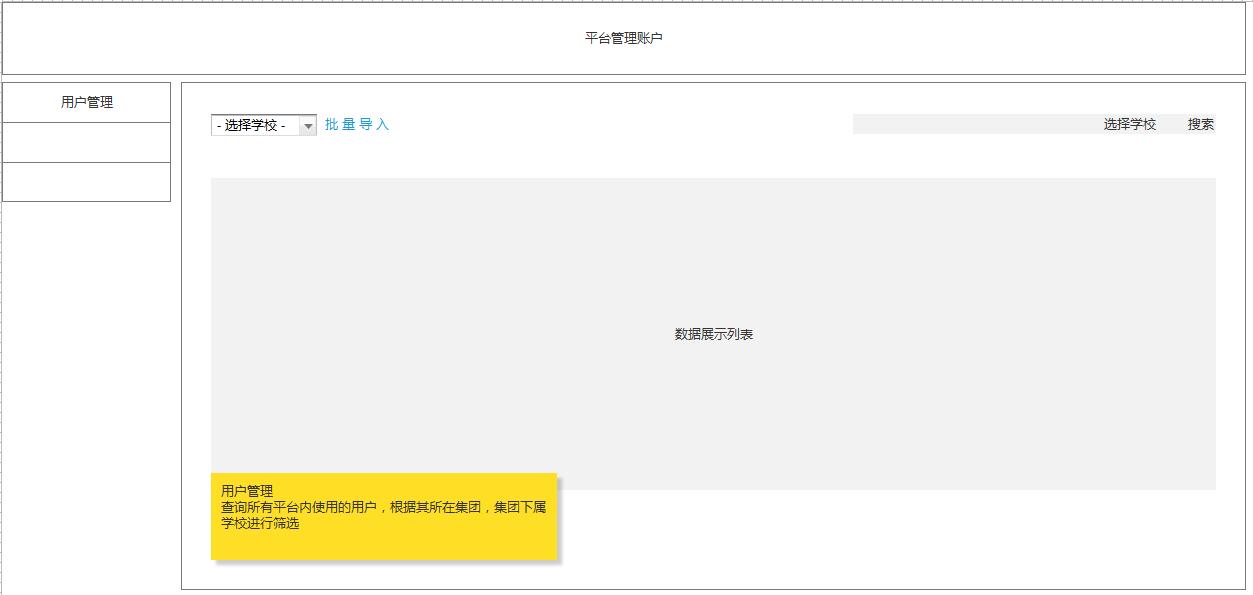 平台管理账户
用户管理
- 选择学校 -
批量导入
选择学校
搜索
数据展示列表
用户管理
查询所有平台内使用的用户，根据其所在集团，集团下属
学校进行筛选